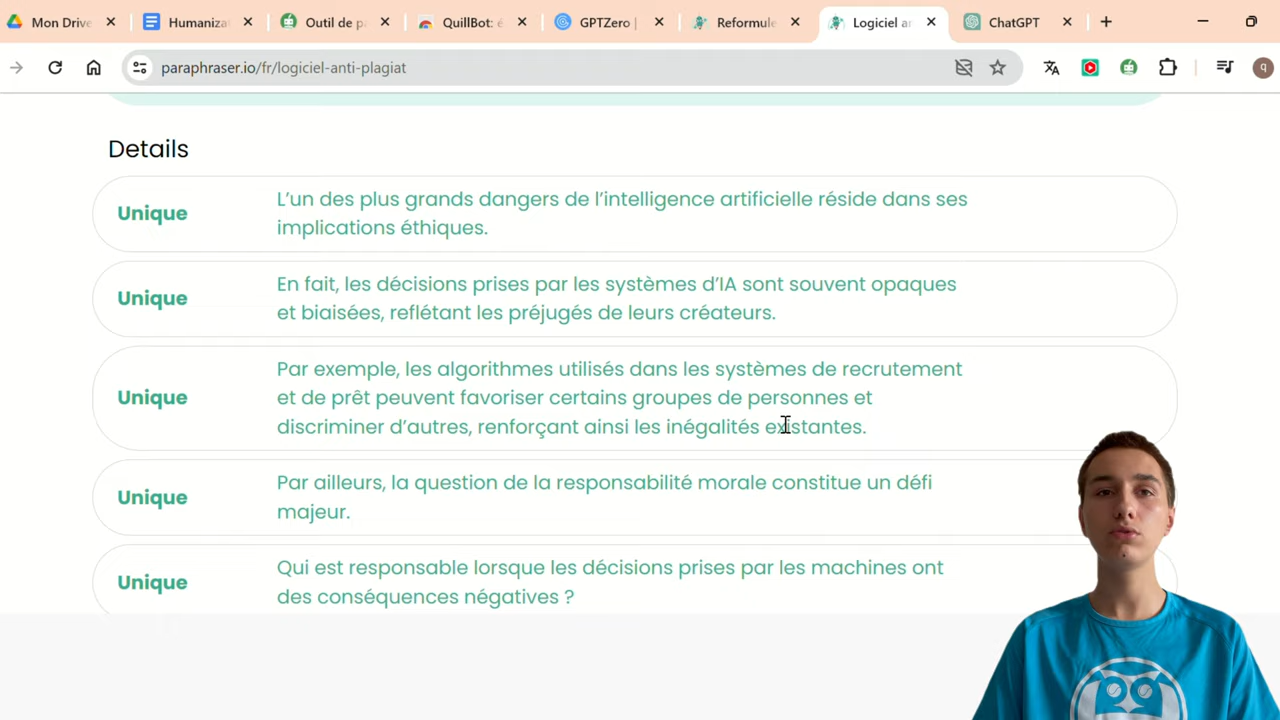 Mon Drive
Humaniza
Outil de pa
QuillBot: é
GPTZero |
Reformule
Logiciel an
ChatGPT
paraphraser.io/fr/logiciel-anti-plagiat
q
Details
Unique
L’un des plus grands dangers de l’intelligence artificielle réside dans ses
implications éthiques.
Unique
En fait, les décisions prises par les systèmes d’IA sont souvent opaques
et biaisées, reflétant les préjugés de leurs créateurs.
Unique
Par exemple, les algorithmes utilisés dans les systèmes de recrutement
et de prêt peuvent favoriser certains groupes de personnes et
discriminer d’autres, renforçant ainsi les inégalités existantes.
Unique
Par ailleurs, la question de la responsabilité morale constitue un défi
majeur.
Unique
Qui est responsable lorsque les décisions prises par les machines ont
des conséquences négatives ?